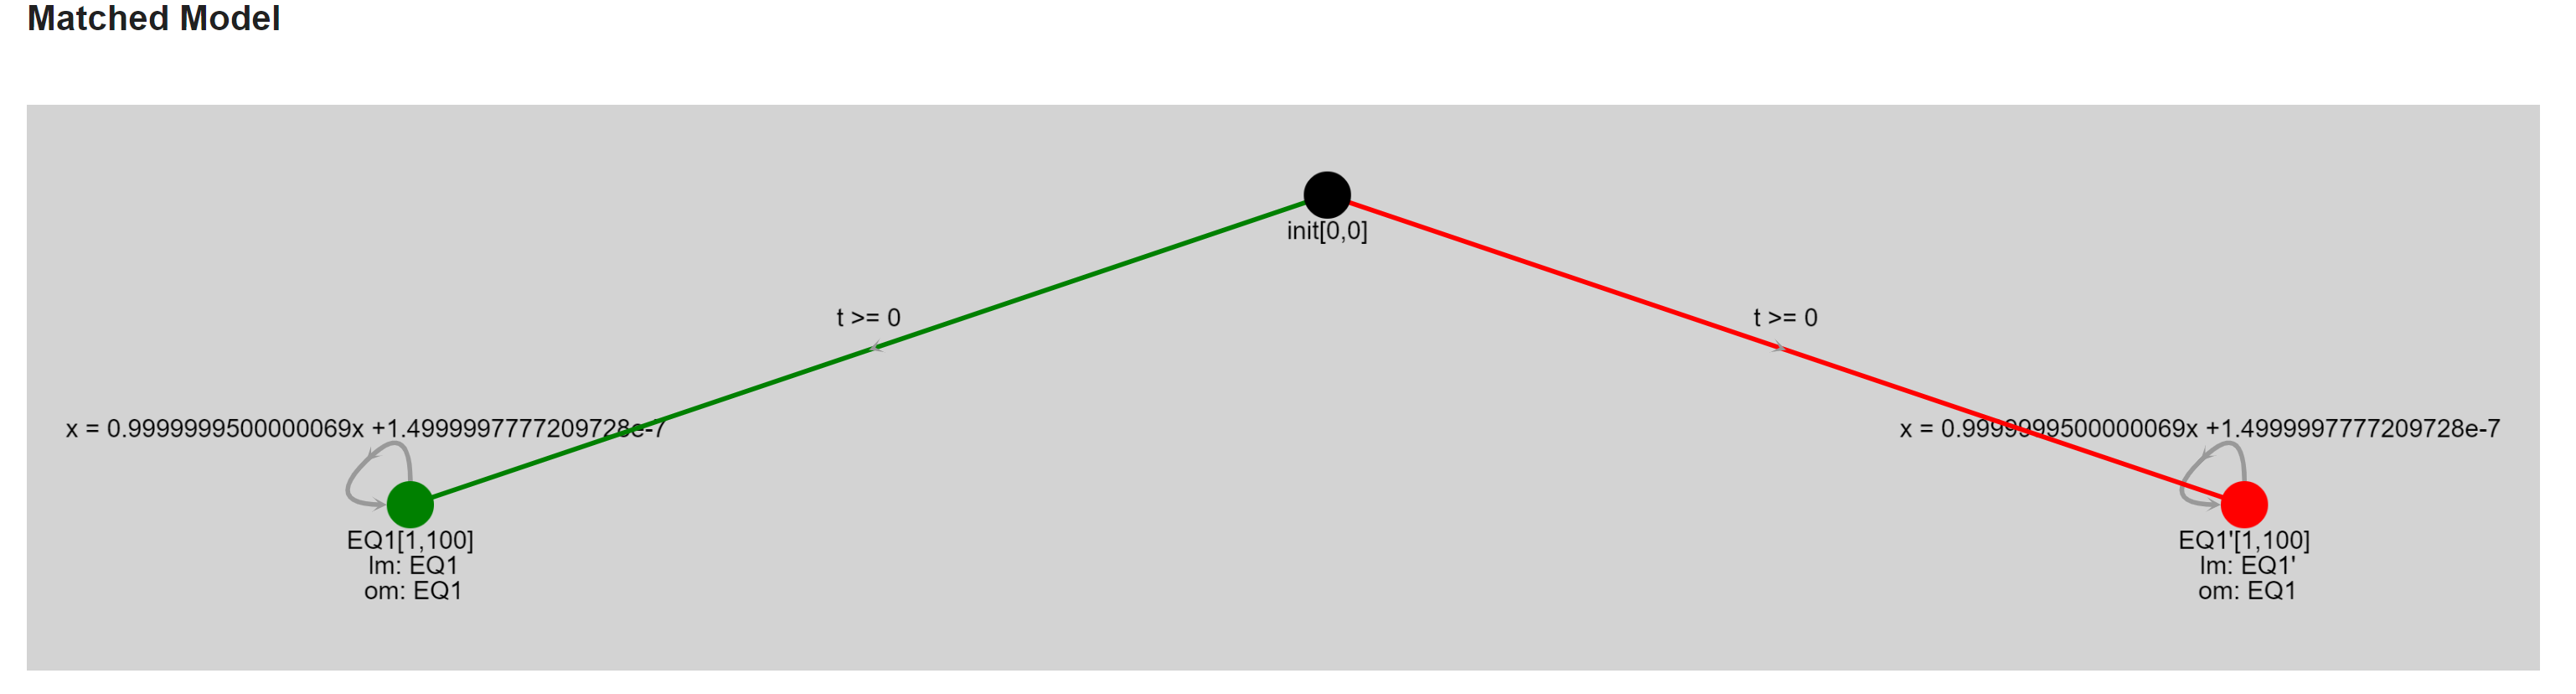 Matched Model
init[0,0]
t >= 0
t >= 0
x = 0.9999999500000069x +1.4999997777209728e-7
x = 0.9999999500000069x +1.4999997777209728e-7
EQ1[1,100]
lm: EQ1
om: EQ1
EQ1'[1,100]
lm: EQ1'
om: EQ1